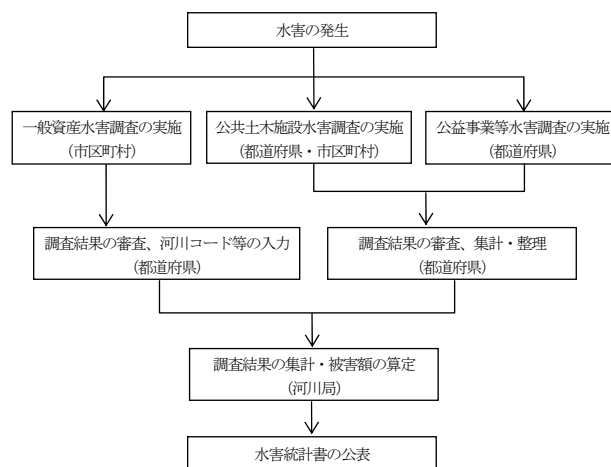 水害の発生
一般資産水害調査の実施
(市区町村)
公共土木施設水害調査の実施
(都道府県・市区町村)
公益事業等水害調査の実施
(都道府県)
調査結果の審査、河川コード等の入力
(都道府県)
調査結果の審査、集計・整理
(都道府県)
調査結果の集計・被害額の算定
(河川局)
水害統計書の公表